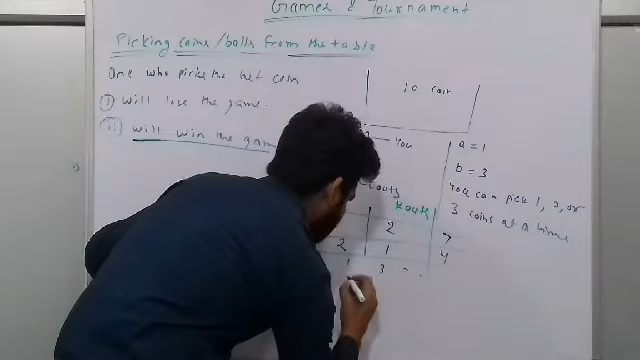 Games & Tournament
Picking coins/balls from the table
One who picks the last coin
(i) will lose the game.
(ii) will win the game
10 coin
You
a = 1
b = 3
You can pick 1, 2, or
3 coins at a time
2 7
2 1 4
1 3